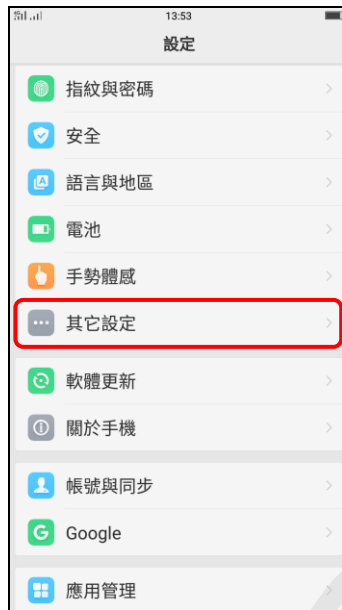 13:53
設定
指紋與密碼
安全
語言與地區
電池
手勢體感
其它設定
軟體更新
關於手機
帳號與同步
Google
應用管理